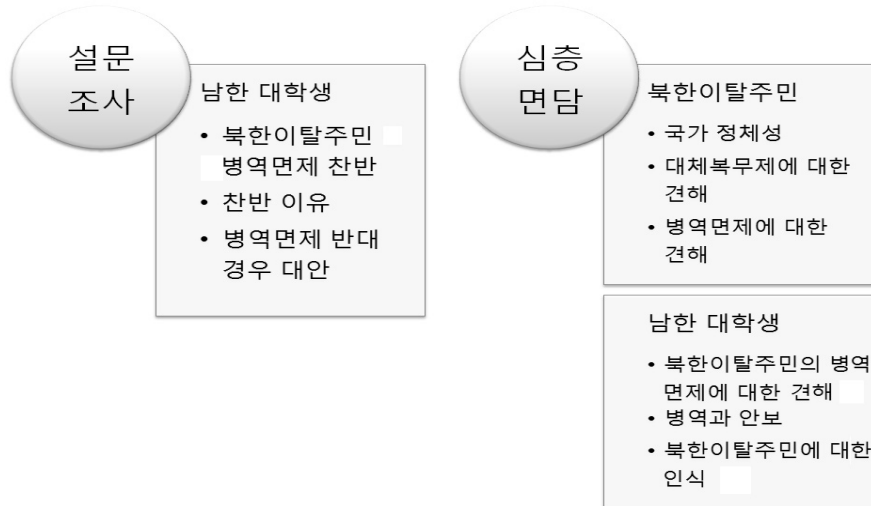 설문
조사
남한 대학생
• 북한이탈주민
병역면제 찬반
• 찬반 이유
• 병역면제 반대
경우 대안
심층
면담
북한이탈주민
• 국가 정체성
• 대체복무제에 대한
견해
• 병역면제에 대한
견해
남한 대학생
• 북한이탈주민의 병역
면제에 대한 견해
• 병역과 안보
• 북한이탈주민에 대한
인식